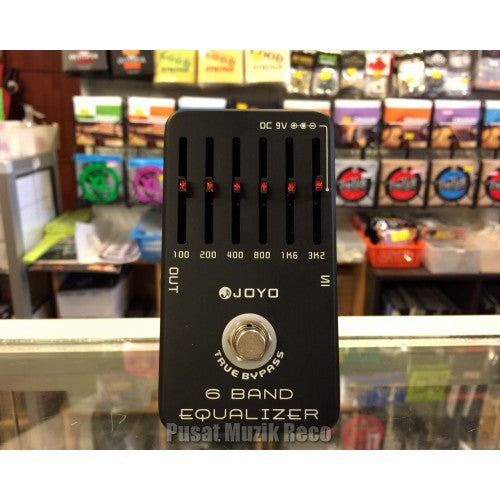 DC 9V
100 200 400 800 1K6 3K2
OUT
IN
JOYO
TRUE BYPASS
6 BAND
EQUALIZER
Pusat Muzik Reco